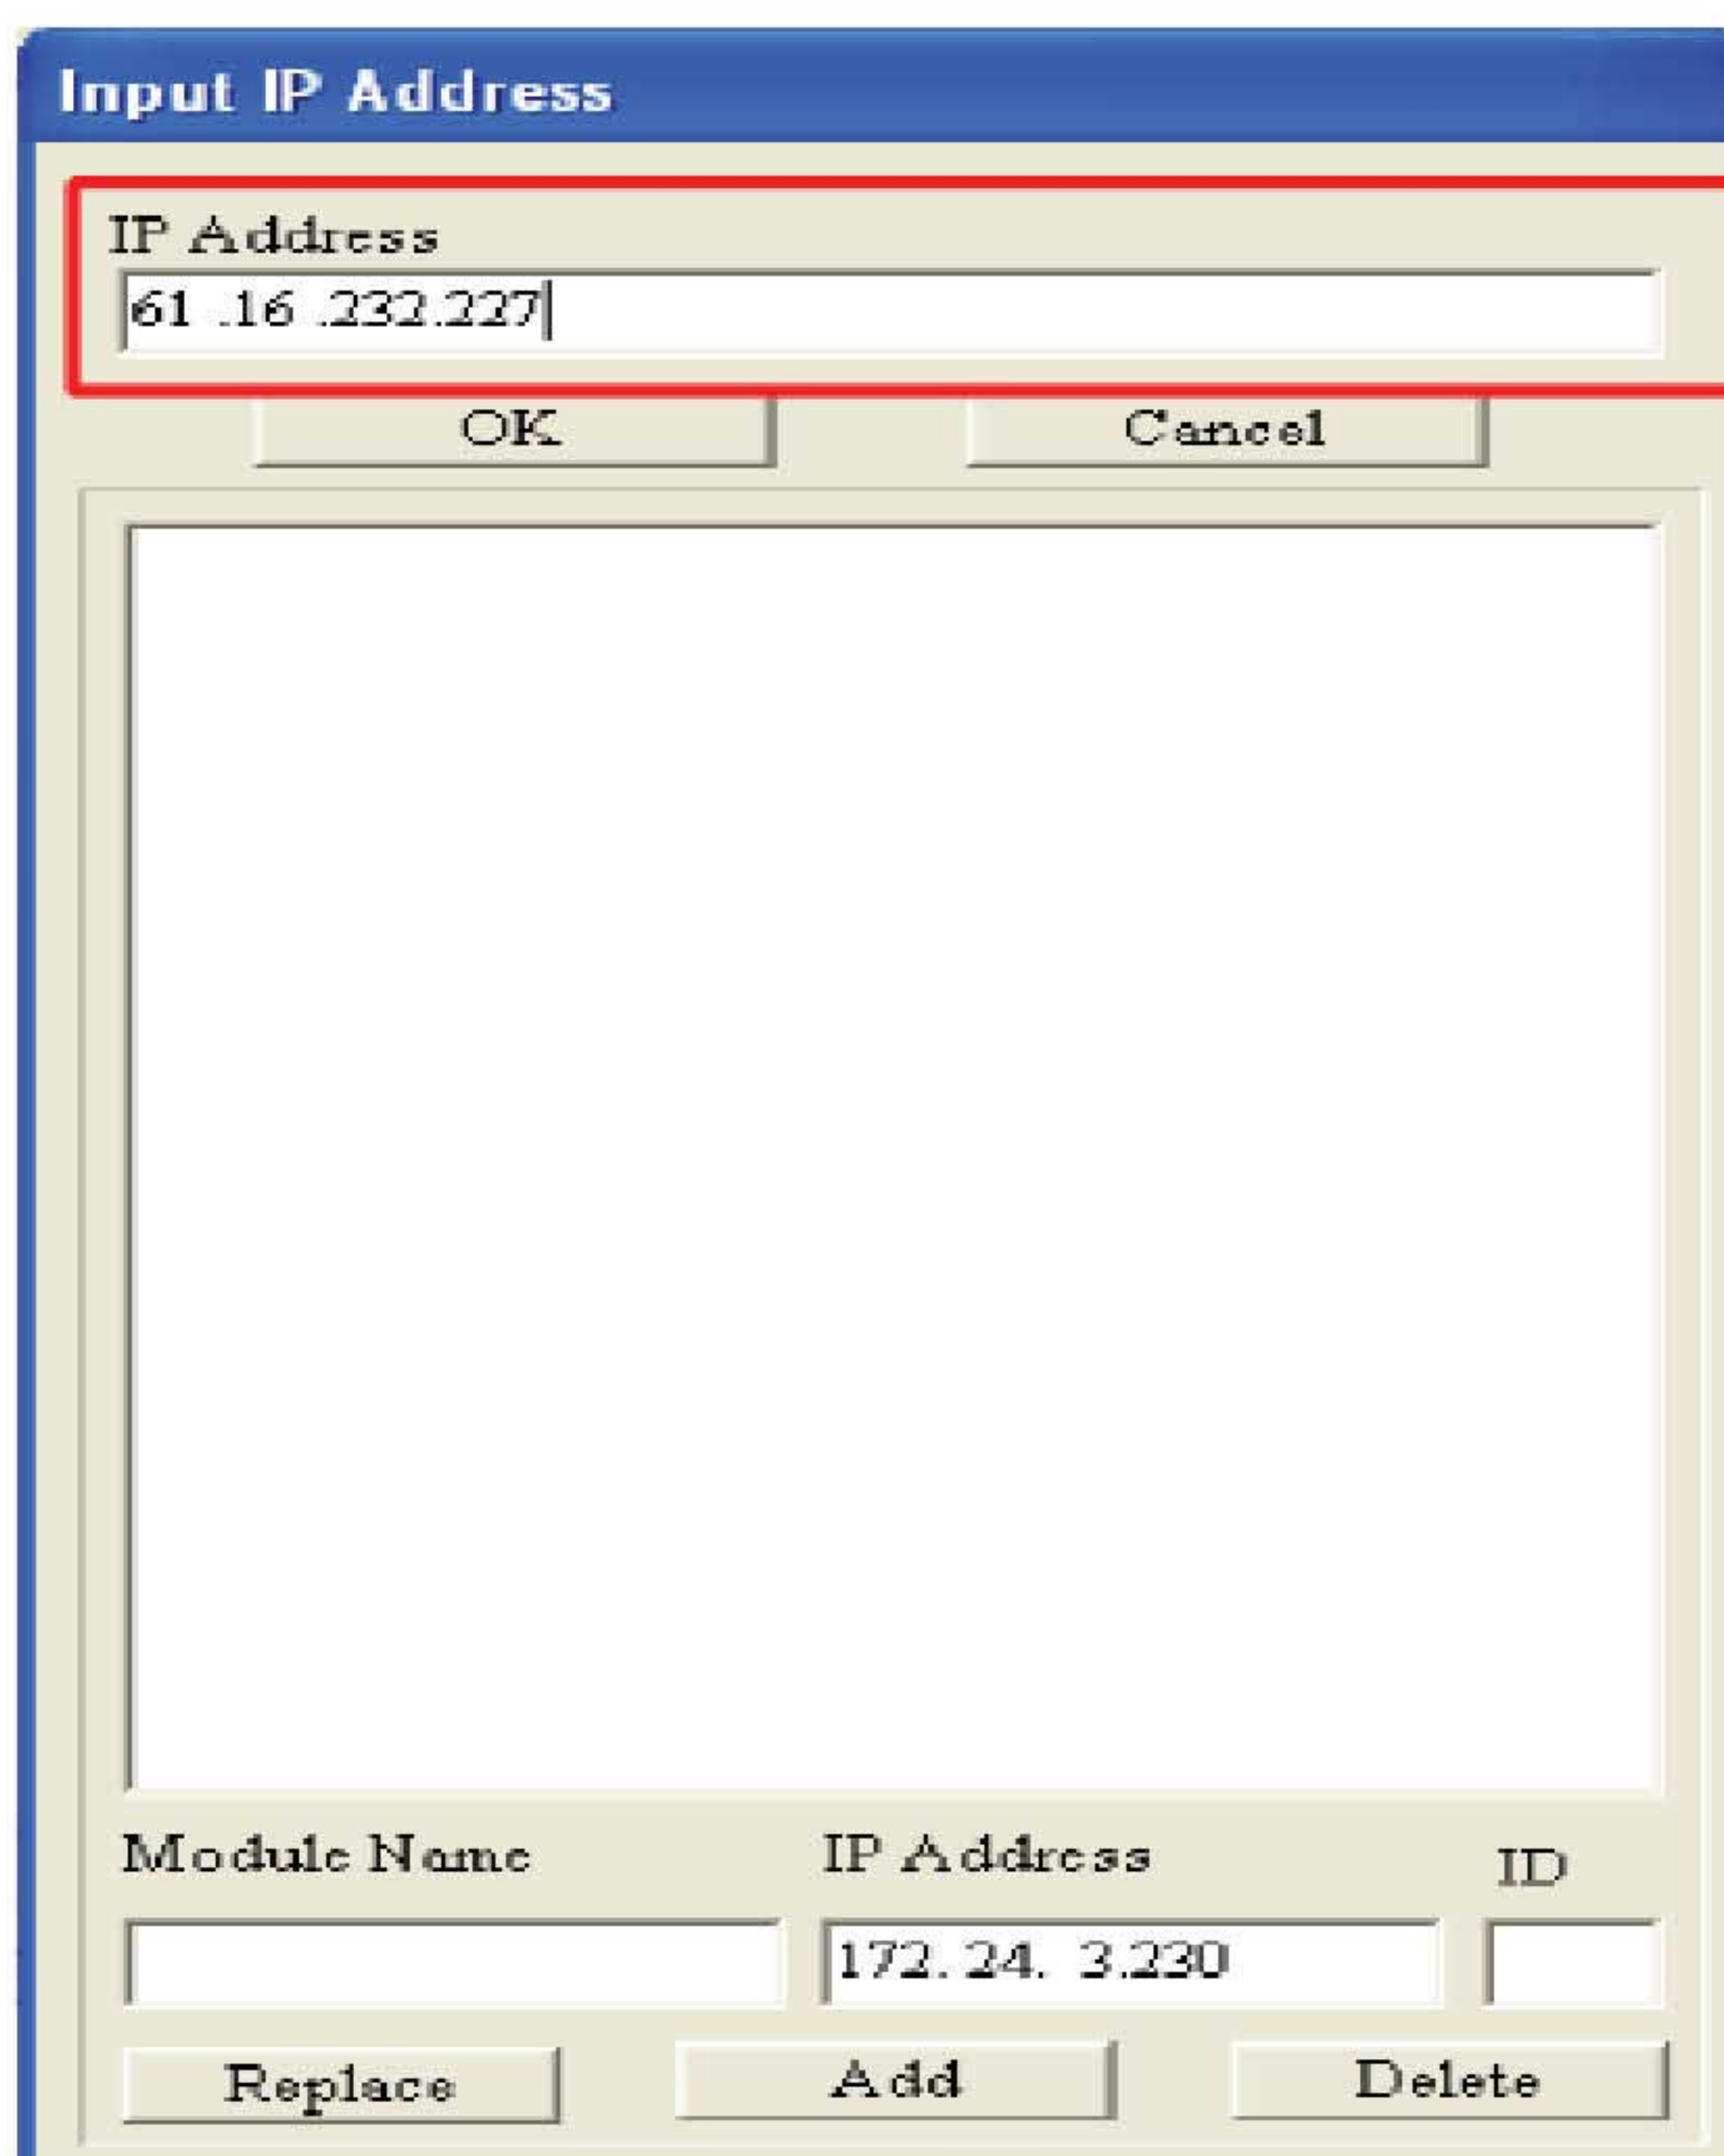 Input IP Address
IP Address
61 .16 .232.227
OK Cancel
Module Name IP Address ID
172. 24. 3.230
Replace Add Delete